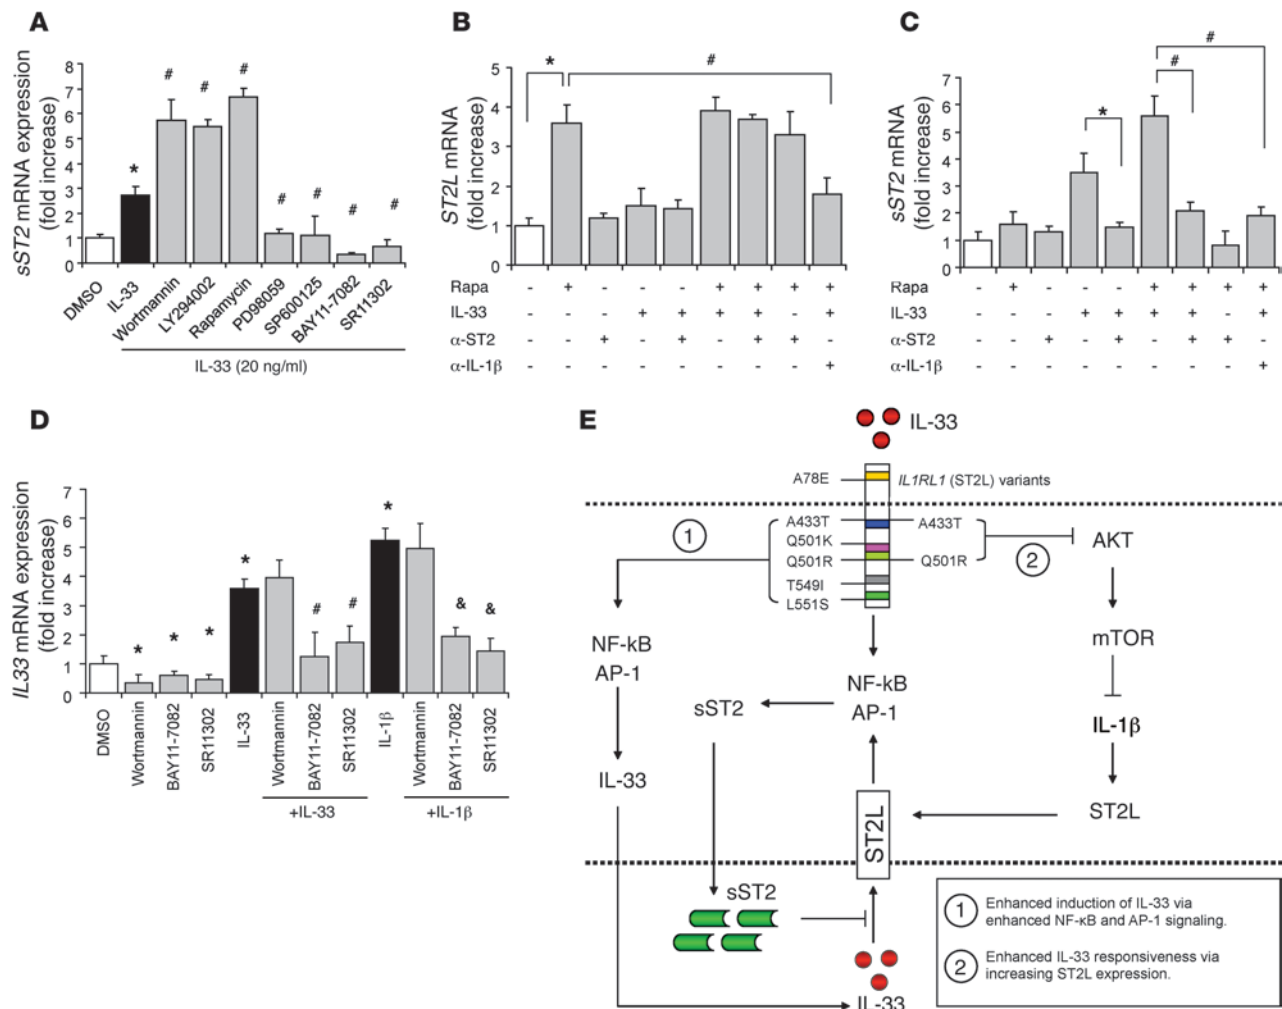 A
sST2 mRNA expression
(fold increase)
8
7
6
5
4
3
2
1
0
*
#
#
#
#
#
#
#
DMSO
IL-33
Wortmannin
LY294002
Rapamycin
PD98059
SP600125
BAY11-7082
SR11302
IL-33 (20 ng/ml)
B
ST2L mRNA
(fold increase)
6
5
4
3
2
1
0
*
#
Rapa - + - - - + + + +
IL-33 - - - + + + + - +
α-ST2 - - + - + - + + -
α-IL-1β - - - - - - - - +
C
sST2 mRNA
(fold increase)
7
6
5
4
3
2
1
0
*
#
#
Rapa - + - - - + + + +
IL-33 - - - + + + + - +
α-ST2 - - + - + - + + -
α-IL-1β - - - - - - - - +
D
IL33 mRNA expression
(fold increase)
7
6
5
4
3
2
1
0
*
*
*
*
#
#
*
&
&
DMSO
Wortmannin
BAY11-7082
SR11302
IL-33
Wortmannin
BAY11-7082
SR11302
IL-1β
Wortmannin
BAY11-7082
SR11302
+IL-33
+IL-1β
E
IL-33
A78E
IL1RL1 (ST2L) variants
A433T
Q501K
Q501R
T549I
L551S
A433T
Q501R
1
2
AKT
mTOR
IL-1β
ST2L
NF-kB
AP-1
IL-33
NF-kB
AP-1
sST2
ST2L
sST2
IL-33
1 Enhanced induction of IL-33 via
enhanced NF-κB and AP-1 signaling.
2 Enhanced IL-33 responsiveness via
increasing ST2L expression.